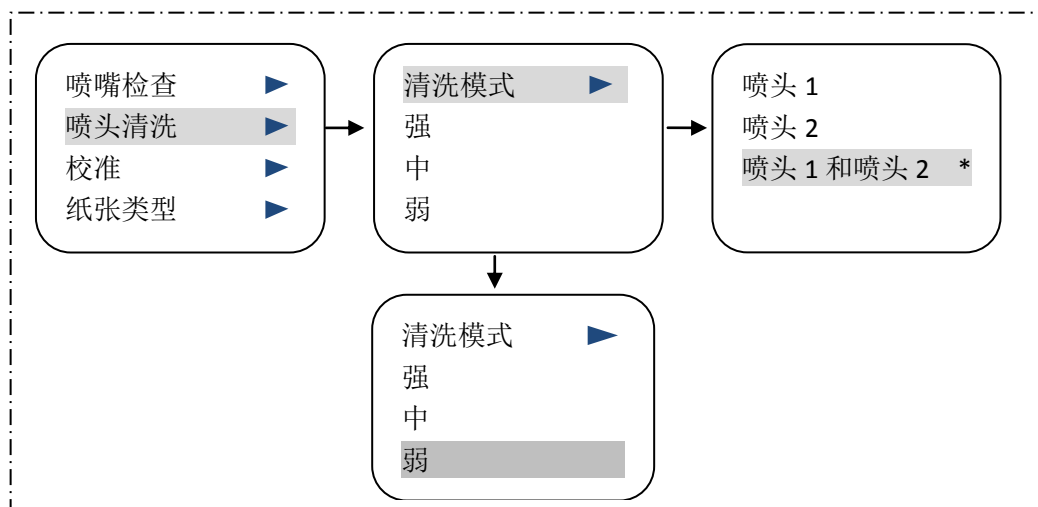 喷嘴检查
喷头清洗
校准
纸张类型
清洗模式
强
中
弱
喷头 1
喷头 2
喷头 1 和喷头 2 *
清洗模式
强
中
弱